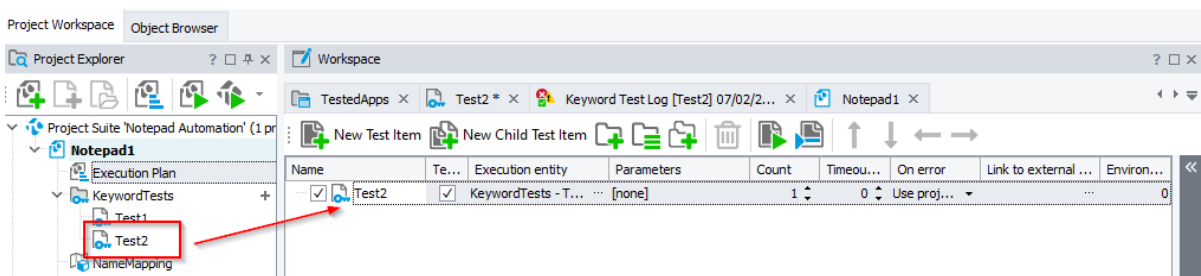 Project Workspace Object Browser
Project Explorer ? Workspace ?
TestedApps Test2 * Keyword Test Log [Test2] 07/02/2... Notepad1
Project Suite 'Notepad Automation' (1 pr
New Test Item New Child Test Item
Notepad1
Name Te... Execution entity Parameters Count Timeou... On error Link to external ... Environ...
Execution Plan
Test2 KeywordTests - T... ... [none] 1 0 Use proj... ... 0
KeywordTests +
Test1
Test2
NameMapping